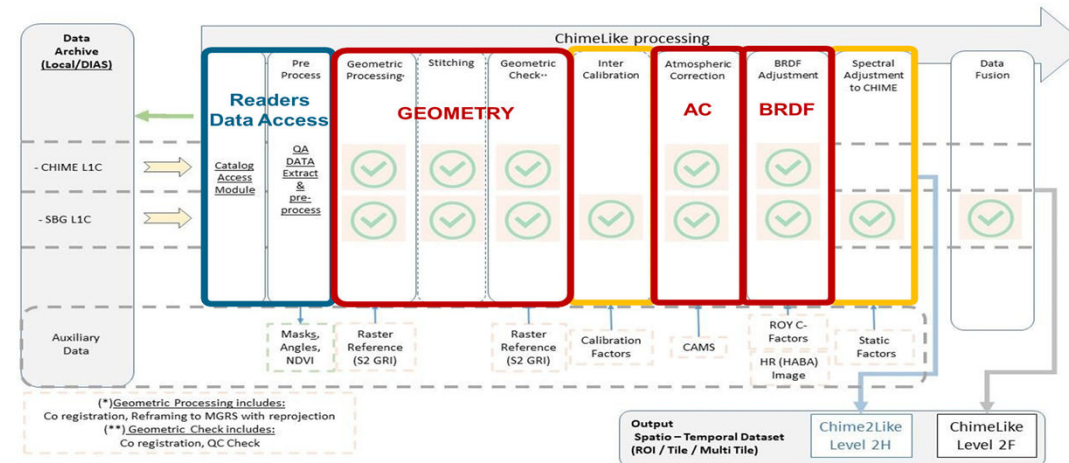 ChimeLike processing
Data
Archive
(Local/DIAS)
- CHIME L1C
- SBG L1C
Auxiliary
Data
Readers
Data Access
Catalog
Access
Module
Pre
Process
QA
DATA
Extract
&
pre-
process
GEOMETRY
Geometric
Processing*
Stitching
Geometric
Check**
Inter
Calibration
Atmospheric
Correction
AC
BRDF
Adjustment
BRDF
Spectral
Adjustment
to CHIME
Data
Fusion
Masks,
Angles,
NDVI
Raster
Reference
(S2 GRI)
Raster
Reference
(S2 GRI)
Calibration
Factors
CAMS
ROY C-
Factors
HR (HABA)
Image
Static
Factors
(*)Geometric Processing includes:
Co registration, Reframing to MGRS with reprojection
(**) Geometric Check includes:
Co registration, QC Check
Output
Spatio – Temporal Dataset
(ROI / Tile / Multi Tile)
Chime2Like
Level 2H
ChimeLike
Level 2F